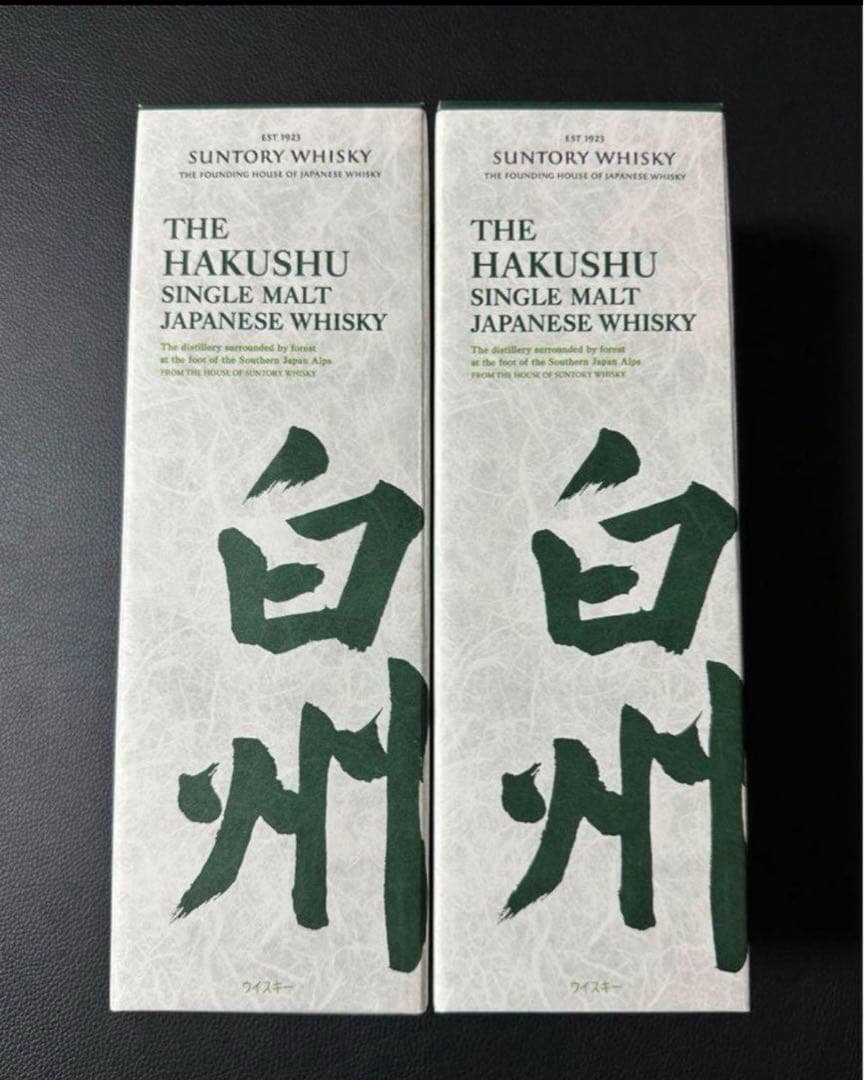 EST 1923
SUNTORY WHISKY
THE FOUNDING HOUSE OF JAPANESE WHISKY
THE
HAKUSHU
SINGLE MALT
JAPANESE WHISKY
The distillery surrounded by forest
at the foot of the Southern Japan Alps
FROM THE HOUSE OF SUNTORY WHISKY
白
州
ウイスキー
EST 1923
SUNTORY WHISKY
THE FOUNDING HOUSE OF JAPANESE WHISKY
THE
HAKUSHU
SINGLE MALT
JAPANESE WHISKY
The distillery surrounded by forest
at the foot of the Southern Japan Alps
FROM THE HOUSE OF SUNTORY WHISKY
白
州
ウイスキー